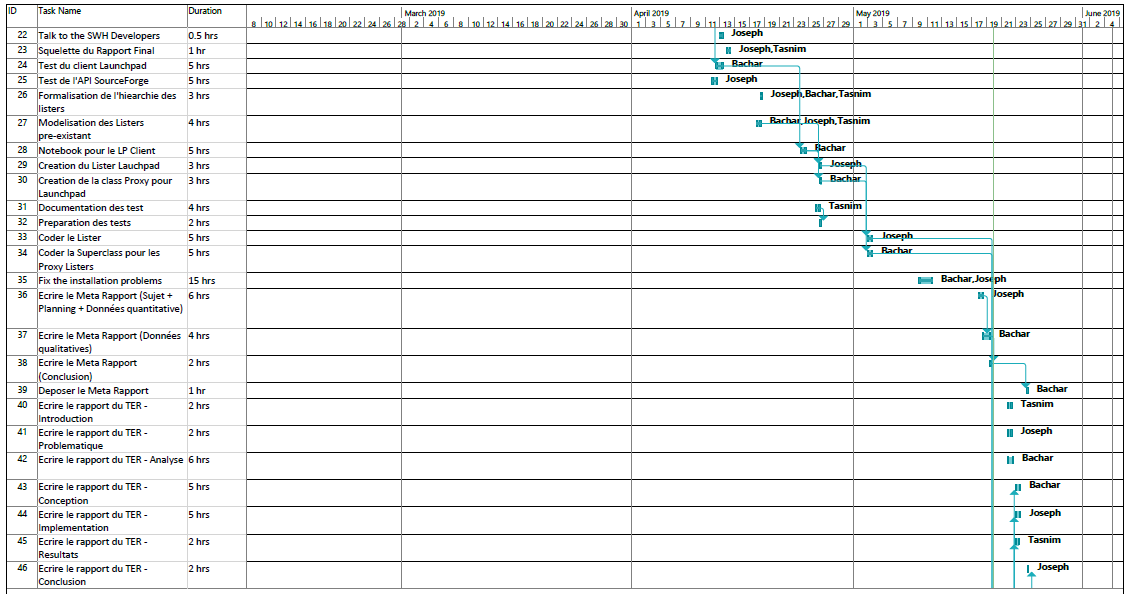 ID Task Name Duration March 2019 April 2019 May 2019 June 2019
8 10 12 14 16 18 20 22 24 26 28 2 4 6 8 10 12 14 16 18 20 22 24 26 28 30 1 3 5 7 9 11 13 15 17 19 21 23 25 27 29 1 3 5 7 9 11 13 15 17 19 21 23 25 27 29 31 2 4
22 Talk to the SWH Developers 0.5 hrs Joseph
23 Squelette du Rapport Final 1 hr Joseph,Tasnim
24 Test du client Launchpad 5 hrs Bachar
25 Test de l'API SourceForge 5 hrs Joseph
26 Formalisation de l'hiearchie des 3 hrs Joseph,Bachar,Tasnim
listers
27 Modelisation des Listers 4 hrs Bachar,Joseph,Tasnim
pre-existant
28 Notebook pour le LP Client 5 hrs Bachar
29 Creation du Lister Lauchpad 3 hrs Joseph
30 Creation de la class Proxy pour 3 hrs Bachar
Launchpad
31 Documentation des test 4 hrs Tasnim
32 Preparation des tests 2 hrs
33 Coder le Lister 5 hrs Joseph
34 Coder la Superclass pour les 5 hrs Bachar
Proxy Listers
35 Fix the installation problems 15 hrs Bachar,Joseph
36 Ecrire le Meta Rapport (Sujet + 6 hrs Joseph
Planning + Données quantitative)
37 Ecrire le Meta Rapport (Données 4 hrs Bachar
qualitatives)
38 Ecrire le Meta Rapport 2 hrs
(Conclusion)
39 Deposer le Meta Rapport 1 hr Bachar
40 Ecrire le rapport du TER - 2 hrs Tasnim
Introduction
41 Ecrire le rapport du TER - 2 hrs Joseph
Problematique
42 Ecrire le rapport du TER - Analyse 6 hrs Bachar
43 Ecrire le rapport du TER - 5 hrs Bachar
Conception
44 Ecrire le rapport du TER - 5 hrs Joseph
Implementation
45 Ecrire le rapport du TER - 2 hrs Tasnim
Resultats
46 Ecrire le rapport du TER - 2 hrs Joseph
Conclusion